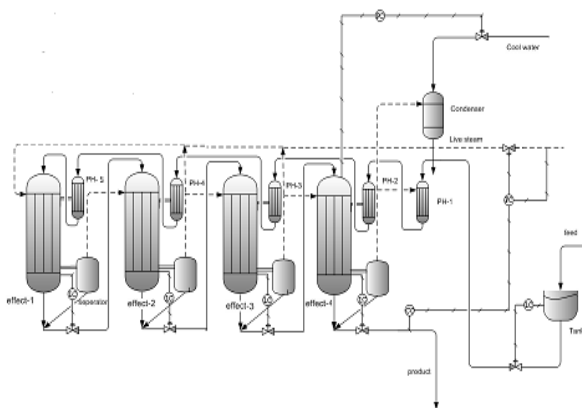 Cool water
Condenser
Live steam
PH- 5
PH-4
PH-3
PH-2
PH-1
feed
effect-1
Seperator
effect-2
effect-3
effect-4
Tank
product